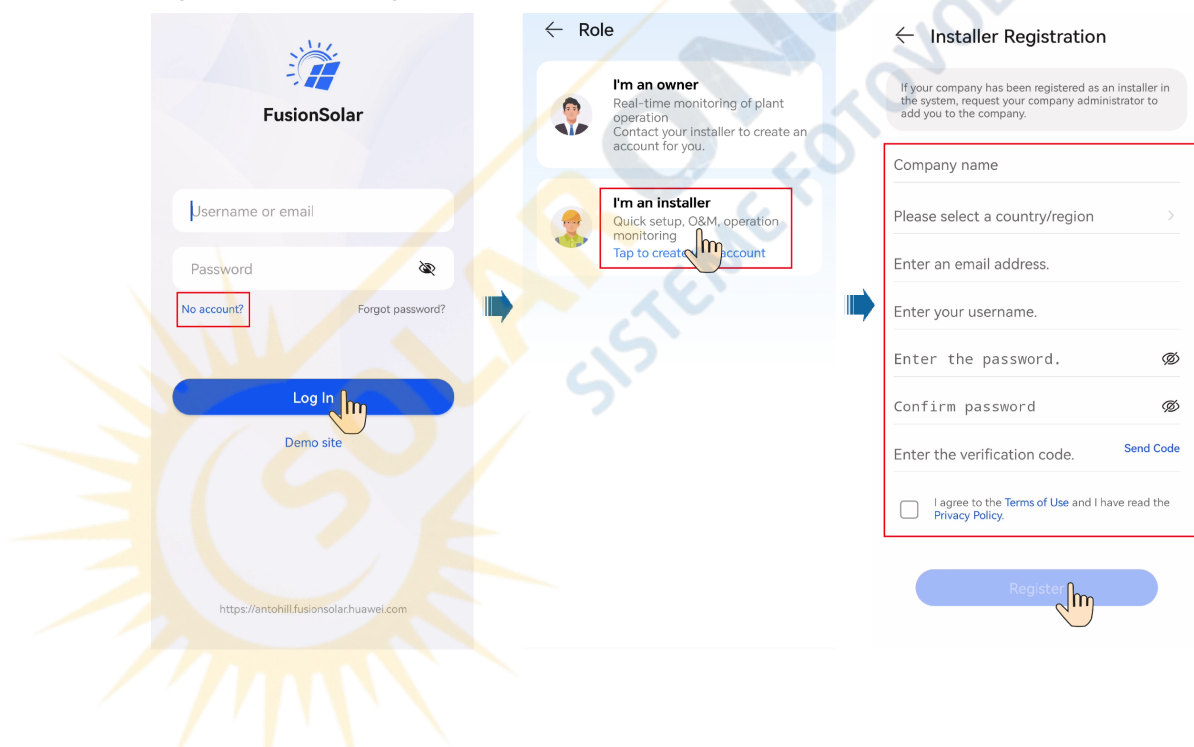 FusionSolar
Username or email
Password
No account?
Forgot password?
Log In
Demo site
https://antohill.fusionsolar.huawei.com
Role
I'm an owner
Real-time monitoring of plant
operation
Contact your installer to create an
account for you.
I'm an installer
Quick setup, O&M, operation
monitoring
Tap to create account
Installer Registration
If your company has been registered as an installer in
the system, request your company administrator to
add you to the company.
Company name
Please select a country/region
Enter an email address.
Enter your username.
Enter the password.
Confirm password
Enter the verification code.
Send Code
I agree to the Terms of Use and I have read the
Privacy Policy.
Register